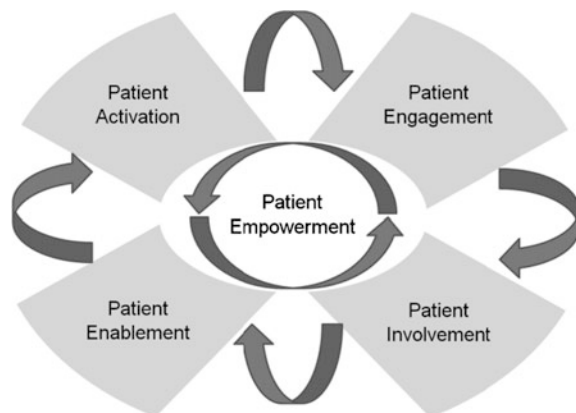 Patient
Activation
Patient
Engagement
Patient
Empowerment
Patient
Enablement
Patient
Involvement